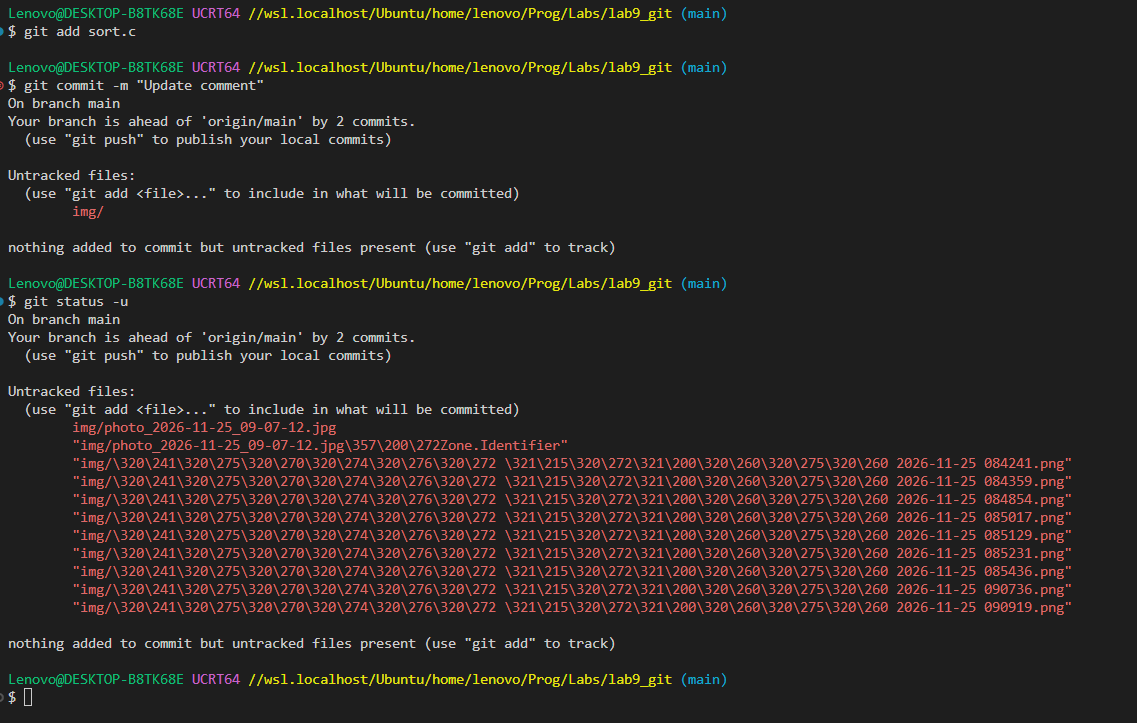 Lenovo@DESKTOP-B8TK68E UCRT64 //wsl.localhost/Ubuntu/home/lenovo/Prog/Labs/lab9_git (main)
$ git add sort.c
Lenovo@DESKTOP-B8TK68E UCRT64 //wsl.localhost/Ubuntu/home/lenovo/Prog/Labs/lab9_git (main)
$ git commit -m "Update comment"
On branch main
Your branch is ahead of 'origin/main' by 2 commits.
  (use "git push" to publish your local commits)
Untracked files:
  (use "git add <file>..." to include in what will be committed)
        img/
nothing added to commit but untracked files present (use "git add" to track)
Lenovo@DESKTOP-B8TK68E UCRT64 //wsl.localhost/Ubuntu/home/lenovo/Prog/Labs/lab9_git (main)
$ git status -u
On branch main
Your branch is ahead of 'origin/main' by 2 commits.
  (use "git push" to publish your local commits)
Untracked files:
  (use "git add <file>..." to include in what will be committed)
        img/photo_2026-11-25_09-07-12.jpg
        "img/photo_2026-11-25_09-07-12.jpg\357\200\272Zone.Identifier"
        "img/\320\241\320\275\320\270\320\274\320\276\320\272 \321\215\320\272\321\200\320\260\320\275\320\260 2026-11-25 084241.png"
        "img/\320\241\320\275\320\270\320\274\320\276\320\272 \321\215\320\272\321\200\320\260\320\275\320\260 2026-11-25 084359.png"
        "img/\320\241\320\275\320\270\320\274\320\276\320\272 \321\215\320\272\321\200\320\260\320\275\320\260 2026-11-25 084854.png"
        "img/\320\241\320\275\320\270\320\274\320\276\320\272 \321\215\320\272\321\200\320\260\320\275\320\260 2026-11-25 085017.png"
        "img/\320\241\320\275\320\270\320\274\320\276\320\272 \321\215\320\272\321\200\320\260\320\275\320\260 2026-11-25 085129.png"
        "img/\320\241\320\275\320\270\320\274\320\276\320\272 \321\215\320\272\321\200\320\260\320\275\320\260 2026-11-25 085231.png"
        "img/\320\241\320\275\320\270\320\274\320\276\320\272 \321\215\320\272\321\200\320\260\320\275\320\260 2026-11-25 085436.png"
        "img/\320\241\320\275\320\270\320\274\320\276\320\272 \321\215\320\272\321\200\320\260\320\275\320\260 2026-11-25 090736.png"
        "img/\320\241\320\275\320\270\320\274\320\276\320\272 \321\215\320\272\321\200\320\260\320\275\320\260 2026-11-25 090919.png"
nothing added to commit but untracked files present (use "git add" to track)
Lenovo@DESKTOP-B8TK68E UCRT64 //wsl.localhost/Ubuntu/home/lenovo/Prog/Labs/lab9_git (main)
$